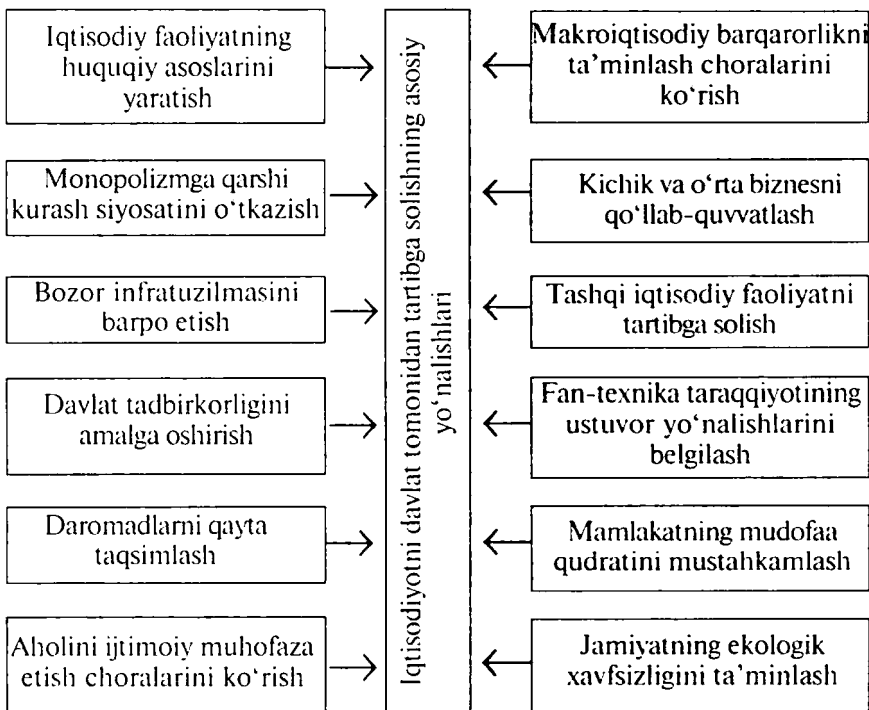 Iqtisodiy faoliyatning
huquqiy asoslarini
yaratish
Monopolizmga qarshi
kurash siyosatini o‘tkazish
Bozor infratuzilmasini
barpo etish
Davlat tadbirkorligini
amalga oshirish
Daromadlarni qayta
taqsimlash
Aholini ijtimoiy muhofaza
etish choralarini ko‘rish
Iqtisodiyotni davlat tomonidan tartibga solishning asosiy
yo‘nalishlari
Makroiqtisodiy barqarorlikni
ta’minlash choralarini
ko‘rish
Kichik va o‘rta biznesni
qo‘llab-quvvatlash
Tashqi iqtisodiy faoliyatni
tartibga solish
Fan-texnika taraqqiyotining
ustuvor yo‘nalishlarini
belgilash
Mamlakatning mudofaa
qudratini mustahkamlash
Jamiyatning ekologik
xavfsizligini ta’minlash